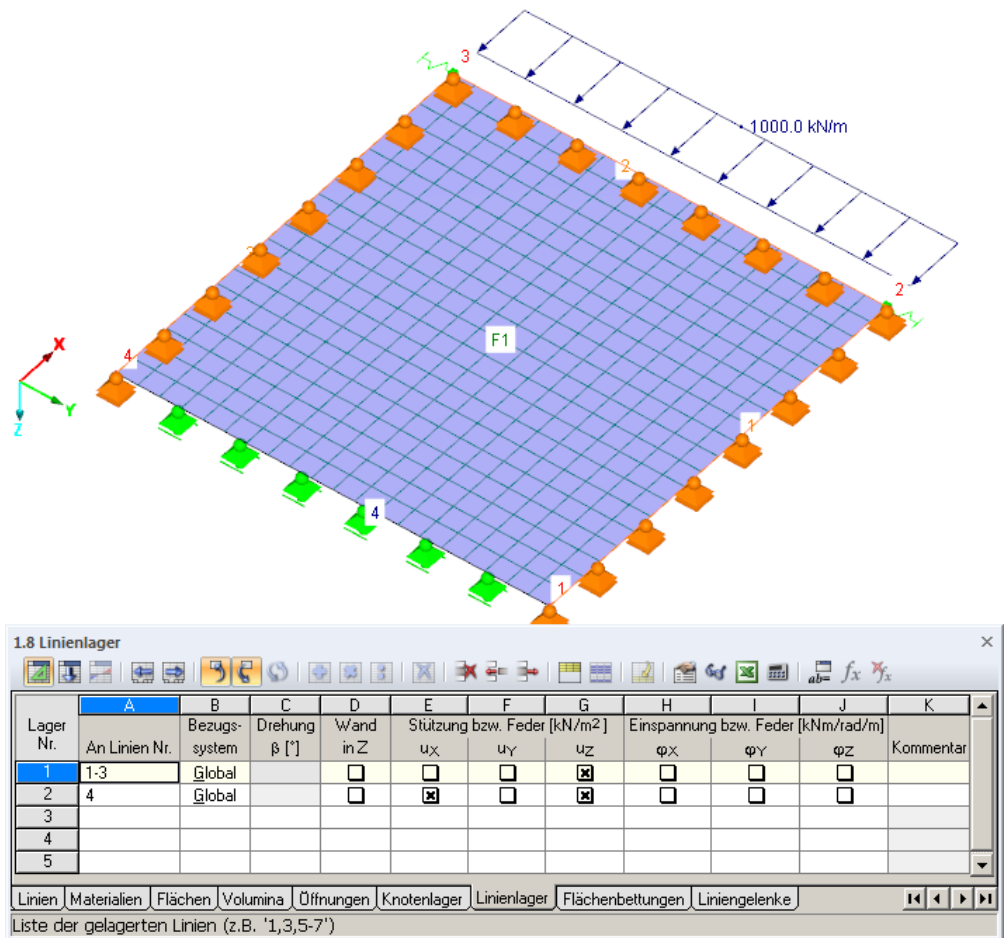 3
1000.0 kN/m
2
2
X
F1
4
Y
Z
1
4
1
1.8 Linienlager
A B C D E F G H I J K
Lager Nr. An Linien Nr. Bezugs- system Drehung β [°] Wand in Z Stützung bzw. Feder [kN/m²] Einspannung bzw. Feder [kNm/rad/m] Kommentar
uX uY uZ φX φY φZ
1 1-3 Global
2 4 Global
3
4
5
Linien Materialien Flächen Volumina Öffnungen Knotenlager Linienlager Flächenbettungen Liniengelenke
Liste der gelagerten Linien (z.B. '1,3,5-7')